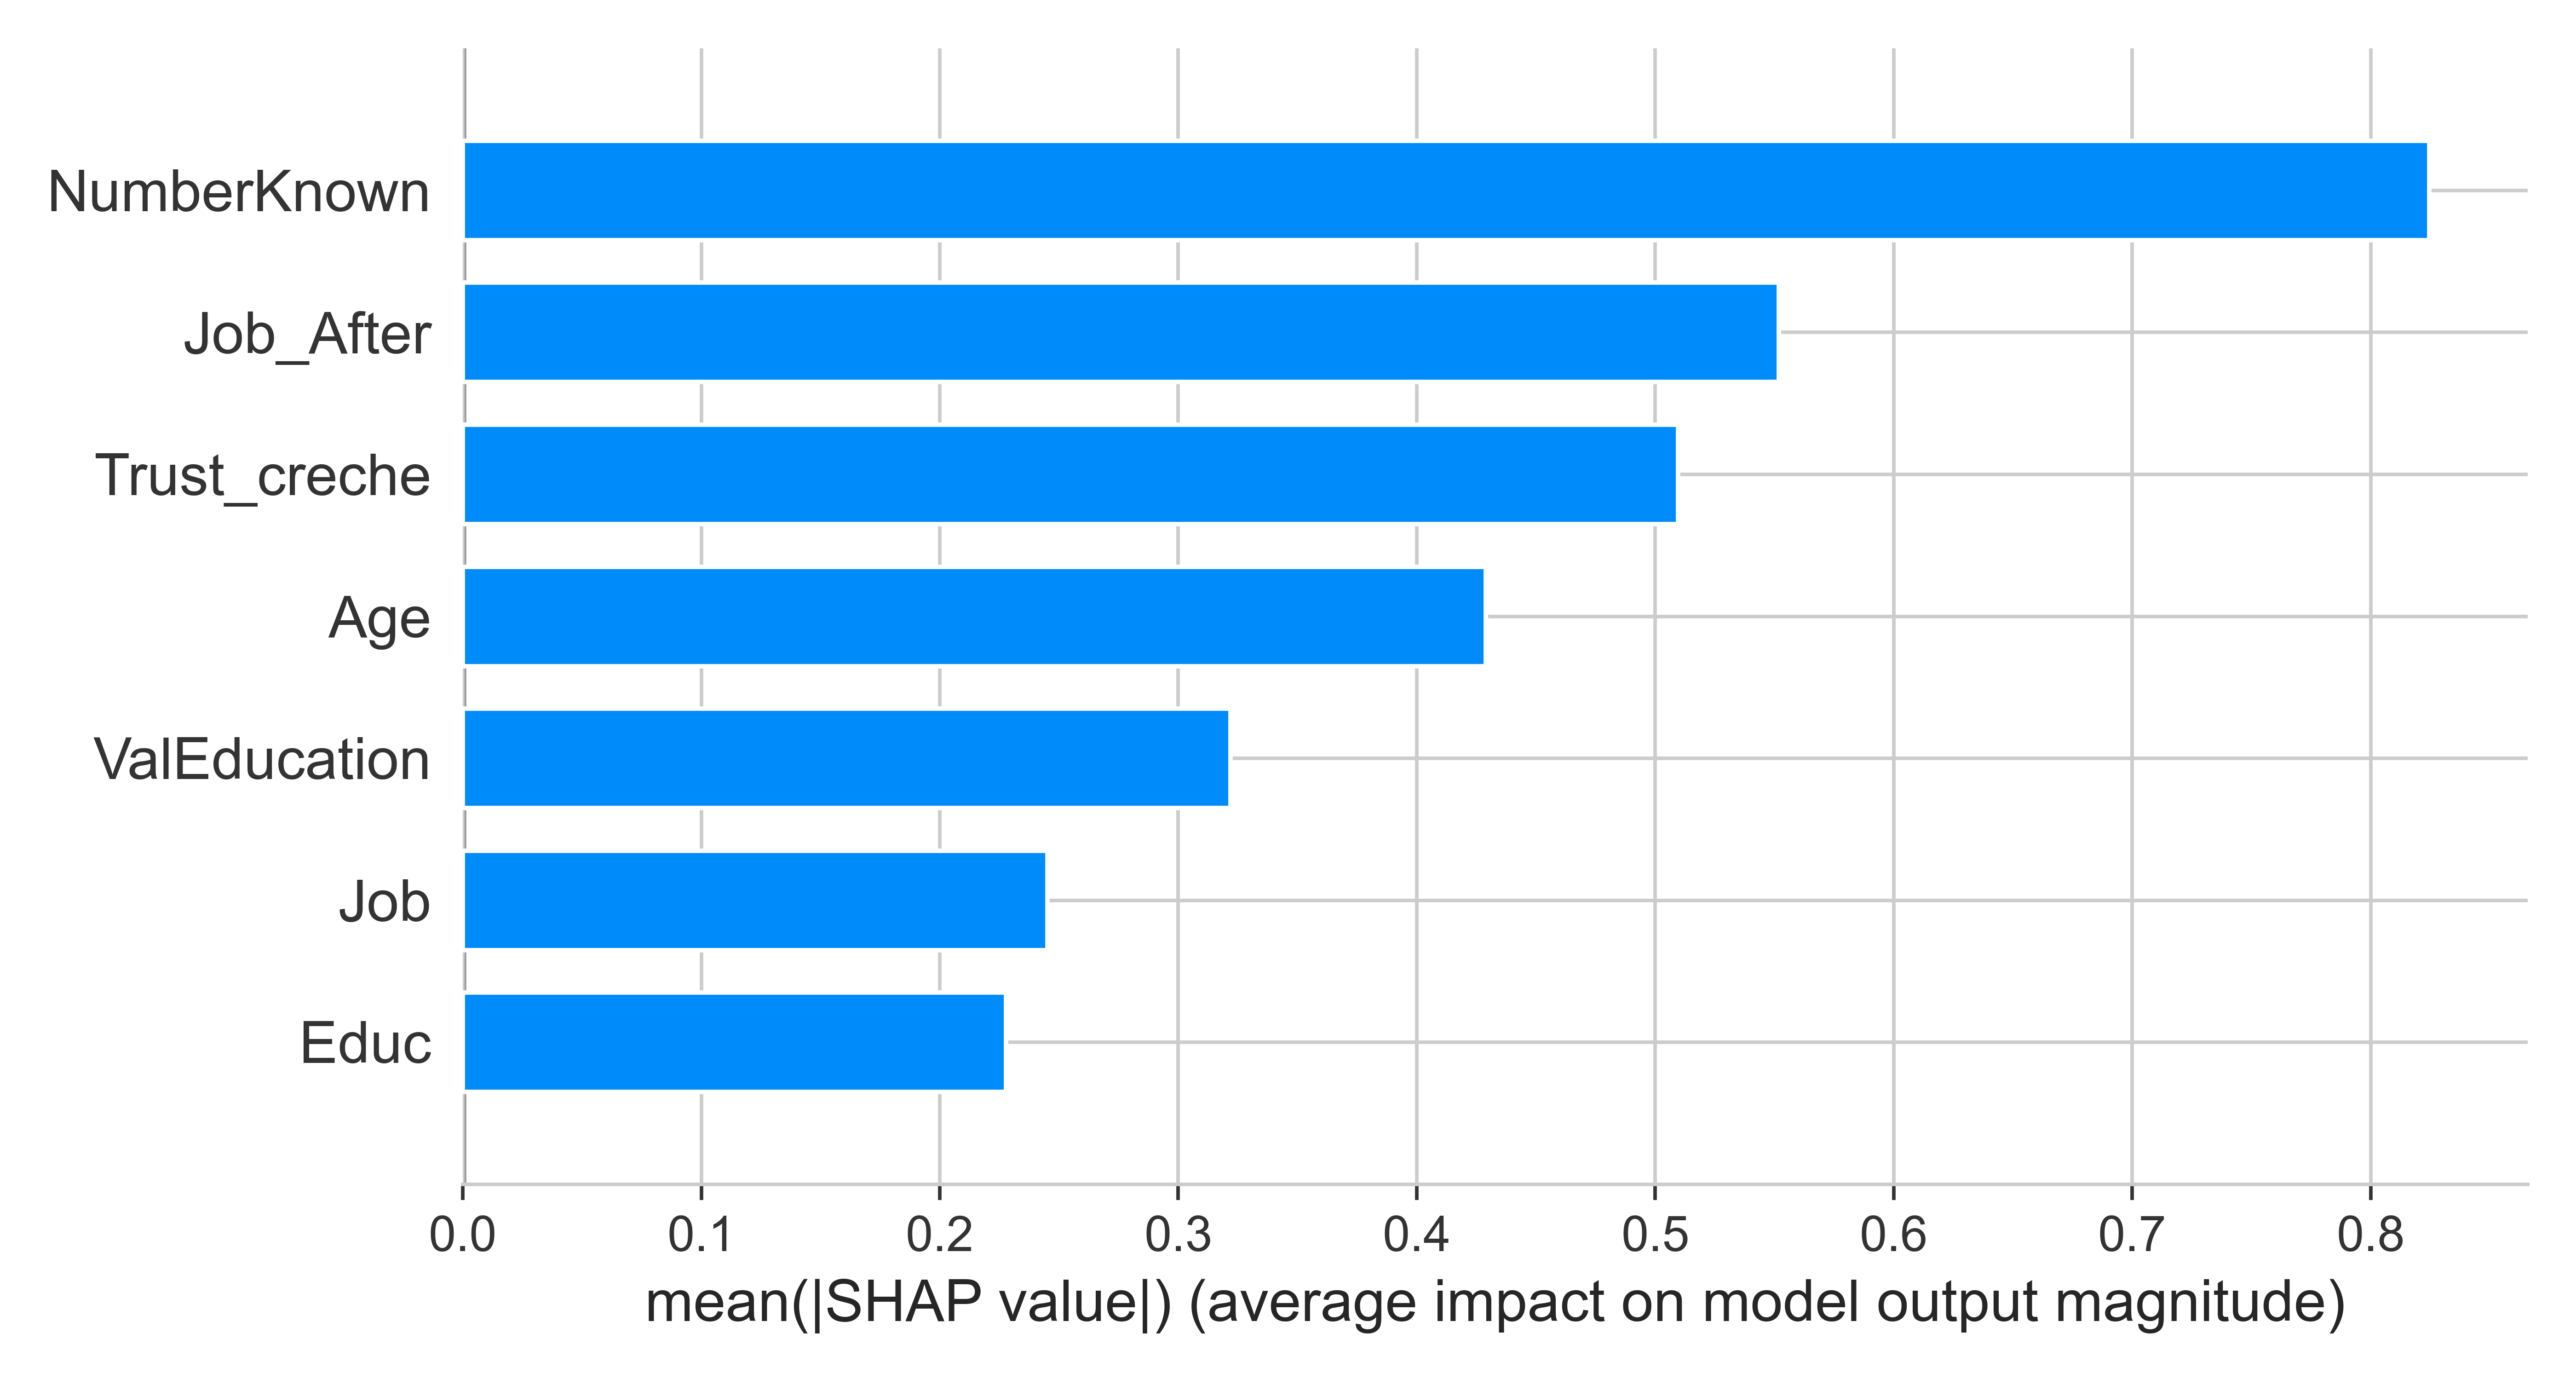 NumberKnown
Job_After
Trust_creche
Age
ValEducation
Job
Educ
0.0 0.1 0.2 0.3 0.4 0.5 0.6 0.7 0.8
mean(|SHAP value|) (average impact on model output magnitude)